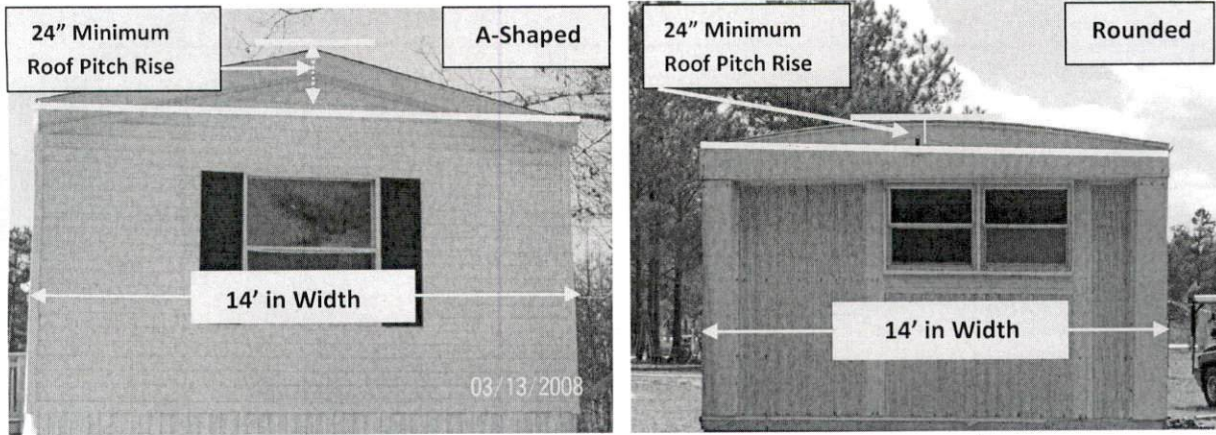 24” Minimum
Roof Pitch Rise
A-Shaped
14’ in Width
03/13/2008
24” Minimum
Roof Pitch Rise
Rounded
14’ in Width